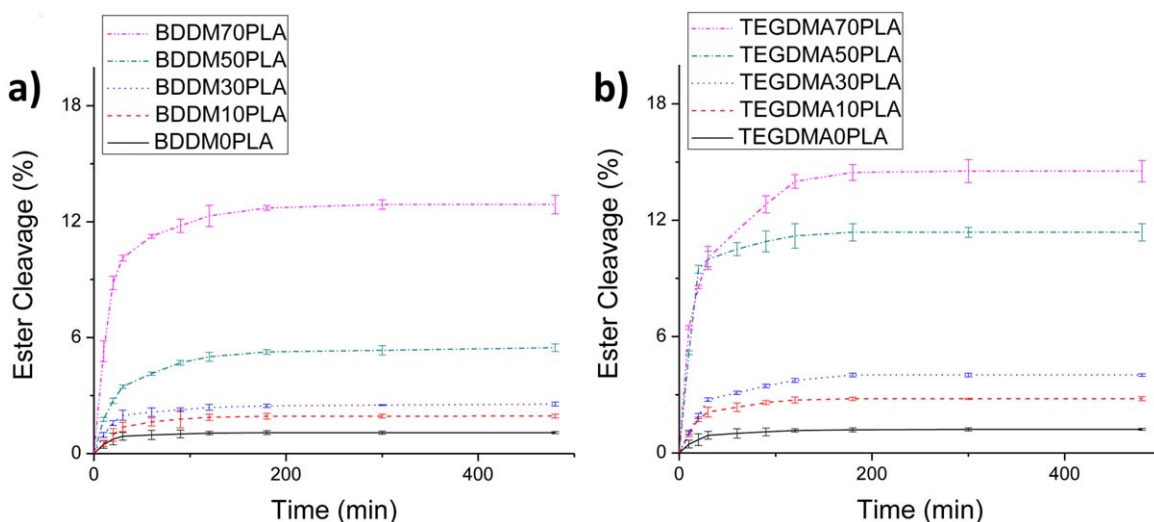 a)
BDDM70PLA
BDDM50PLA
BDDM30PLA
BDDM10PLA
BDDM0PLA
18
12
6
0
Ester Cleavage (%)
0
200
400
Time (min)
b)
TEGDMA70PLA
TEGDMA50PLA
TEGDMA30PLA
TEGDMA10PLA
TEGDMA0PLA
18
12
6
0
Ester Cleavage (%)
0
200
400
Time (min)